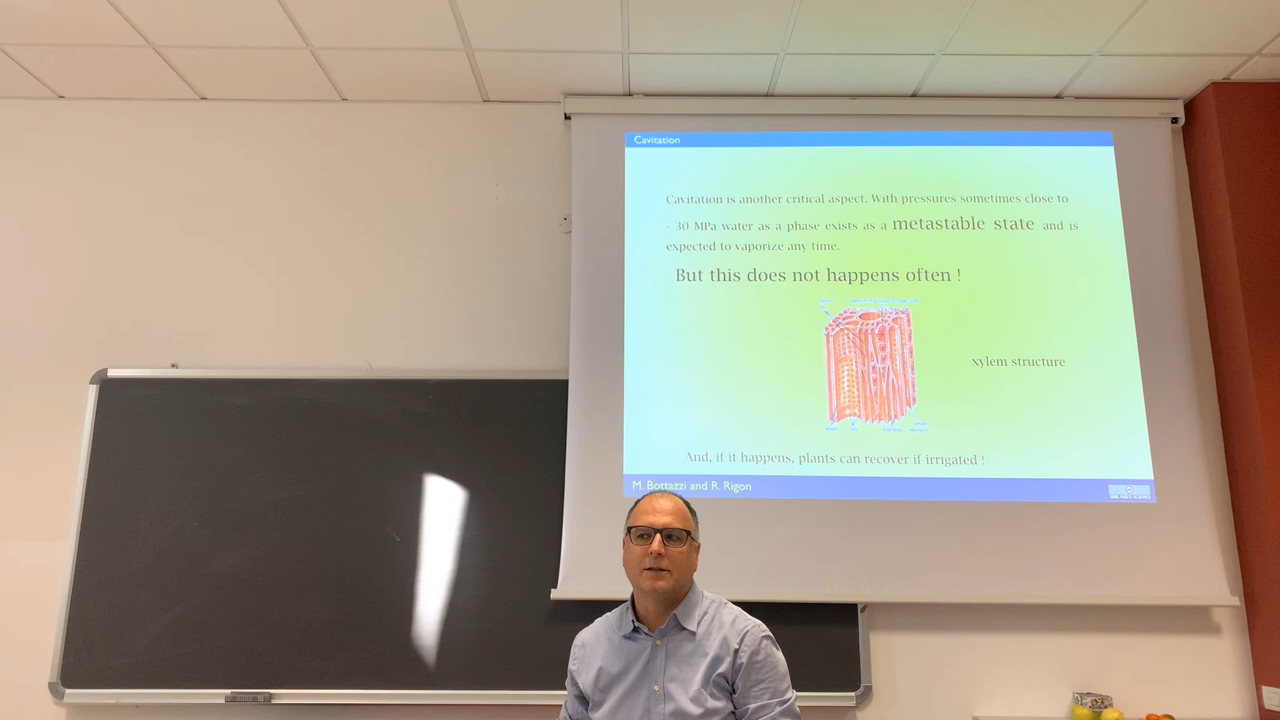 Cavitation
Cavitation is another critical aspect. With pressures sometimes close to
- 30 MPa water as a phase exists as a metastable state and is
expected to vaporize any time.
But this does not happens often !
xylem structure
And, if it happens, plants can recover if irrigated !
M. Bottazzi and R. Rigon